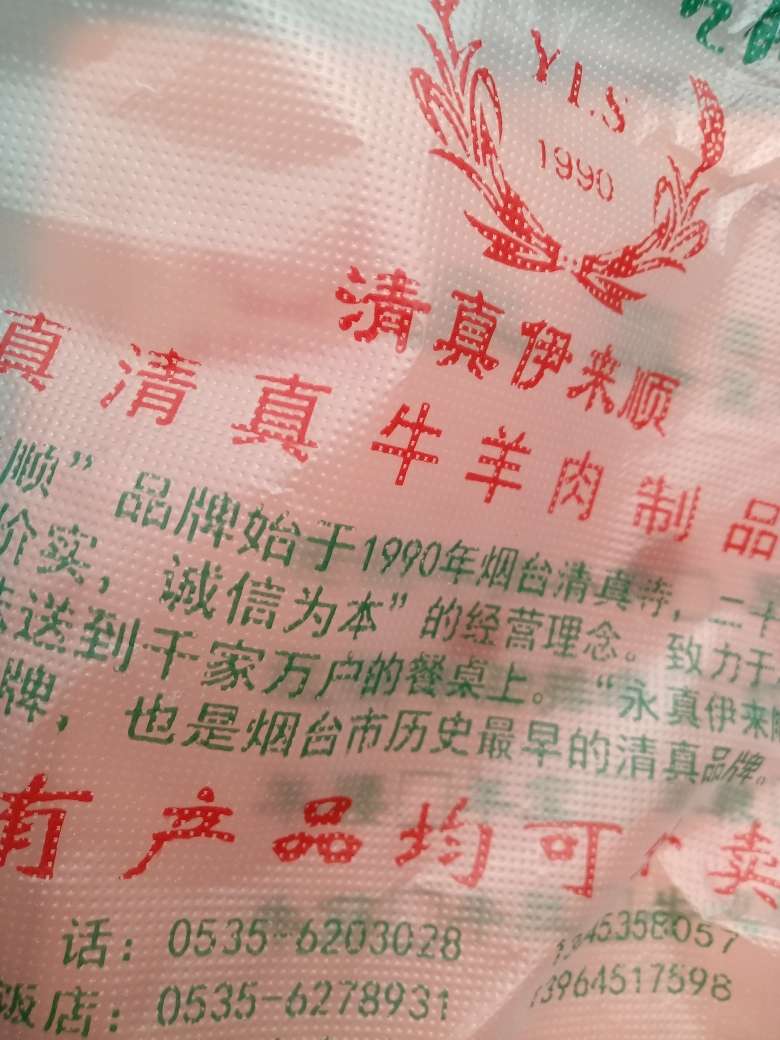 Y.L.S
1990
清真伊来顺
真清真牛羊肉制品
顺”品牌始于1990年烟台清真寺，二十
价实，诚信为本”的经营理念。致力于
送到千家万户的餐桌上。“永真伊来顺
牌，也是烟台市历史最早的清真品牌。
有产品均可 卖
话：0535-6203028
饭店：0535-6278931 13964517598